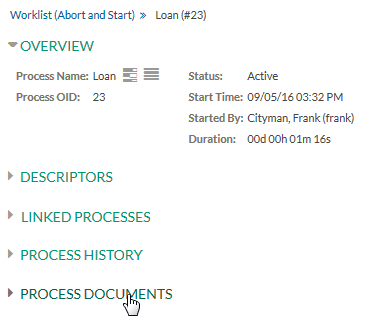 Worklist (Abort and Start) » Loan (#23)
OVERVIEW
Process Name: Loan Status: Active
Process OID: 23 Start Time: 09/05/16 03:32 PM
Started By: Cityman, Frank (frank)
Duration: 00d 00h 01m 16s
DESCRIPTORS
LINKED PROCESSES
PROCESS HISTORY
PROCESS DOCUMENTS